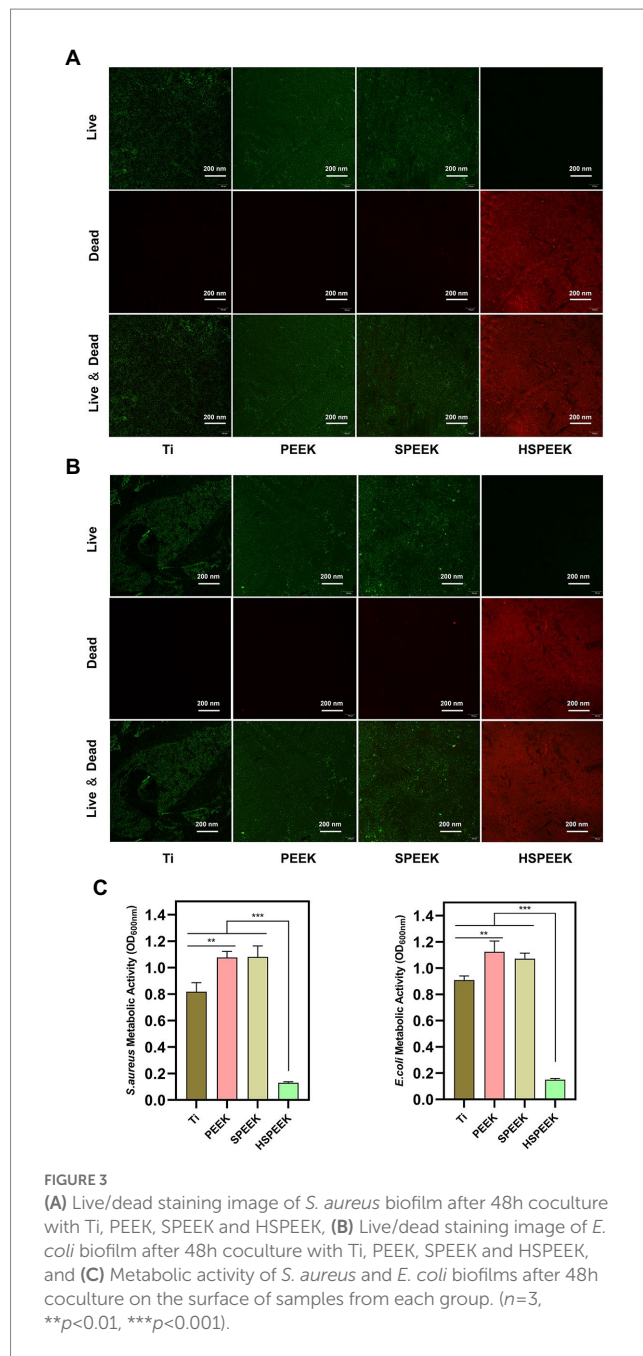 A
Live
200 nm
200 nm
200 nm
200 nm
Dead
200 nm
200 nm
200 nm
200 nm
Live & Dead
200 nm
200 nm
200 nm
200 nm
Ti PEEK SPEEK HSPEEK
B
Live
200 nm
200 nm
200 nm
200 nm
Dead
200 nm
200 nm
200 nm
200 nm
Live & Dead
200 nm
200 nm
200 nm
200 nm
Ti PEEK SPEEK HSPEEK
C
S.aureus Metabolic Activity (OD600nm)
1.4
1.2
1.0
0.8
0.6
0.4
0.2
0.0
**
***
Ti
PEEK
SPEEK
HSPEEK
E.coli Metabolic Activity (OD600nm)
1.4
1.2
1.0
0.8
0.6
0.4
0.2
0.0
**
***
Ti
PEEK
SPEEK
HSPEEK
FIGURE 3
(A) Live/dead staining image of S. aureus biofilm after 48h coculture
with Ti, PEEK, SPEEK and HSPEEK, (B) Live/dead staining image of E.
coli biofilm after 48h coculture with Ti, PEEK, SPEEK and HSPEEK,
and (C) Metabolic activity of S. aureus and E. coli biofilms after 48h
coculture on the surface of samples from each group. (n=3,
**p<0.01, ***p<0.001).